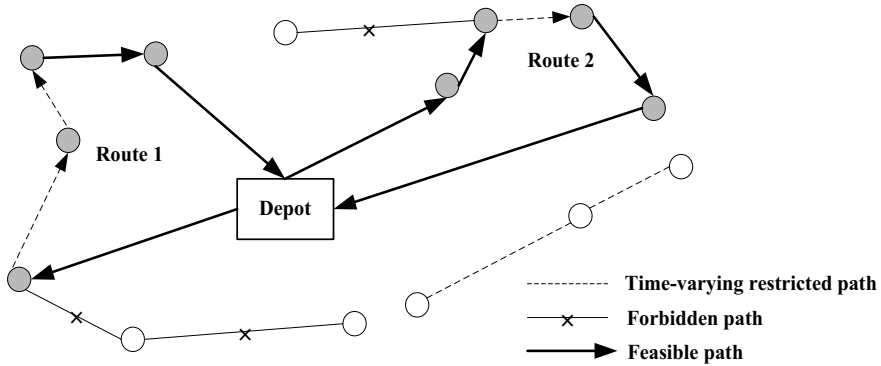 Route 2
Route 1
Depot
Time-varying restricted path
Forbidden path
Feasible path